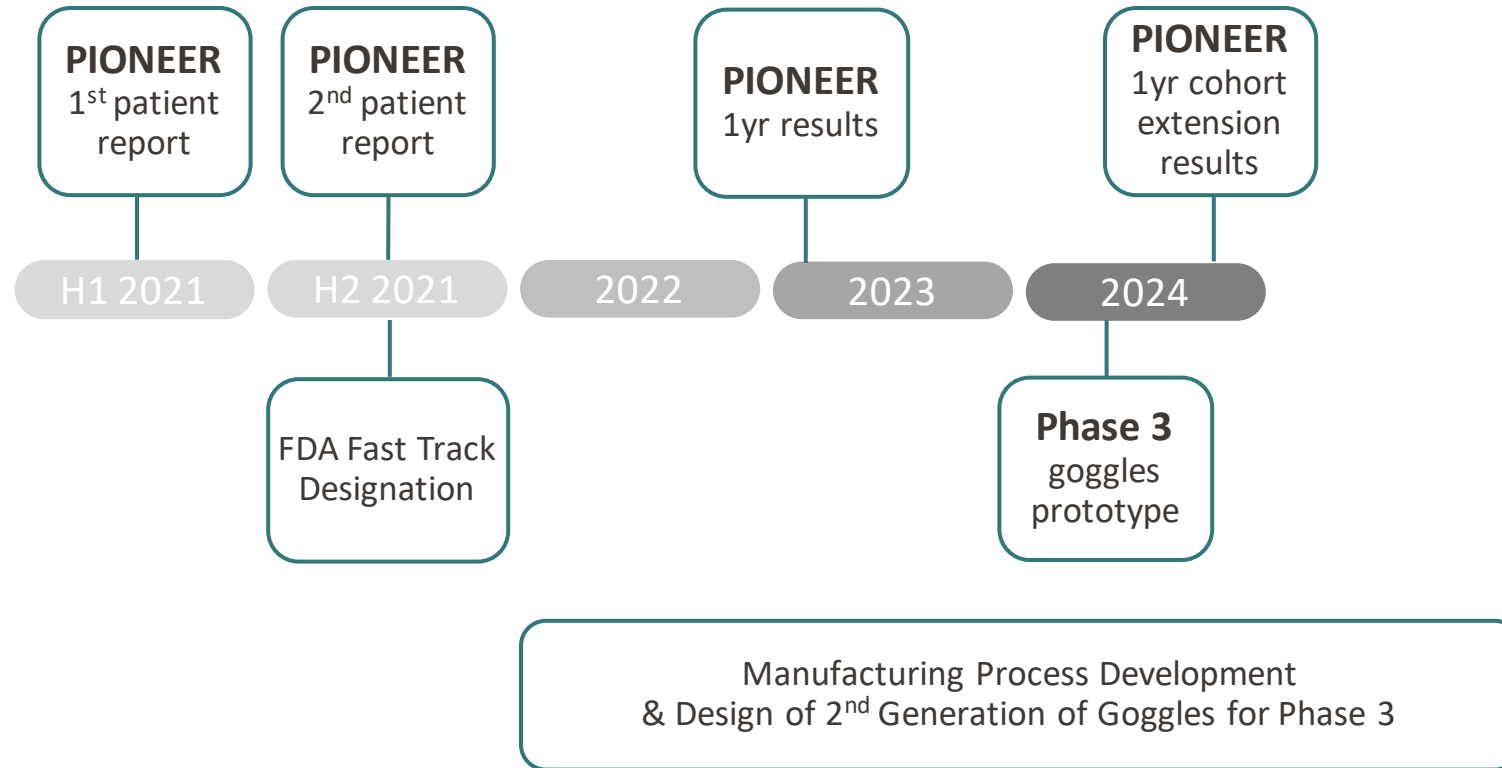 PIONEER
1st patient
report
PIONEER
2nd patient
report
PIONEER
1yr results
PIONEER
1yr cohort
extension
results
H1 2021
H2 2021
2022
2023
2024
FDA Fast Track
Designation
Phase 3
goggles
prototype
Manufacturing Process Development
& Design of 2nd Generation of Goggles for Phase 3